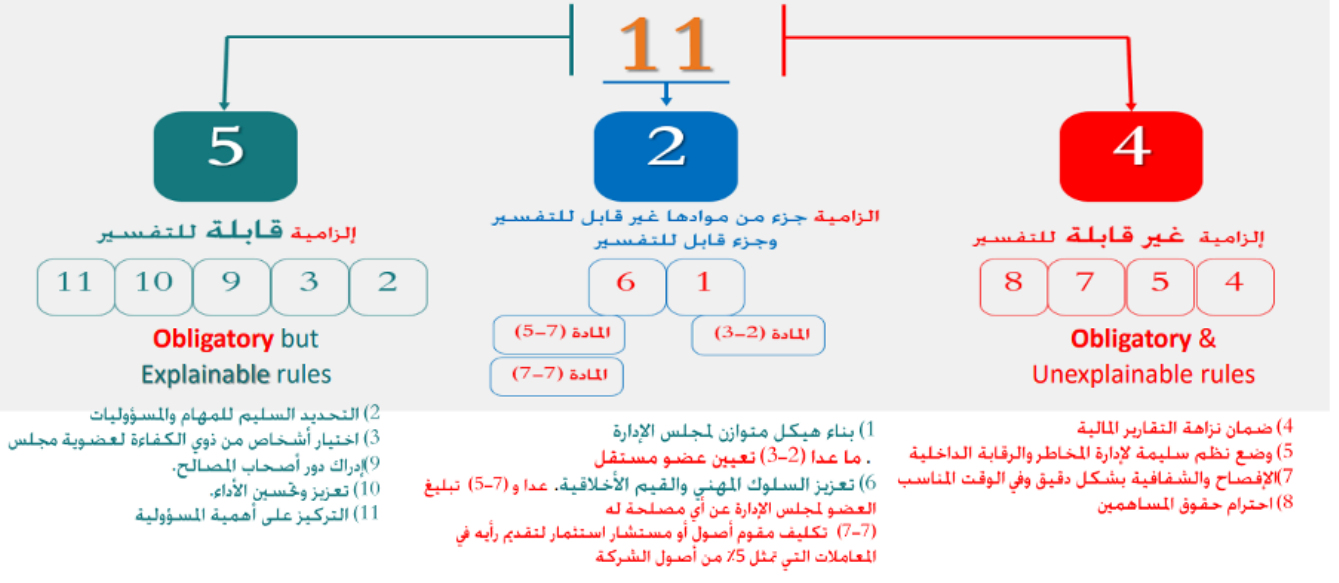 11
4
إلزامية غير قابلة للتفسير
4
5
7
8
Obligatory &
Unexplainable rules
4) ضمان نزاهة التقارير المالية
5) وضع نظم سليمة لإدارة المخاطر والرقابة الداخلية
7)الإفصاح والشفافية بشكل دقيق وفي الوقت المناسب
8) احترام حقوق المساهمين
2
الزامية جزء من موادها غير قابل للتفسير
وجزء قابل للتفسير
1
6
المادة (2-3)
المادة (7-5)
المادة (7-7)
1) بناء هيكل متوازن لمجلس الإدارة
. ما عدا (2-3) تعيين عضو مستقل
6) تعزيز السلوك المهني والقيم الأخلاقية. عدا و (7-5) تبليغ
العضو لمجلس الإدارة عن أي مصلحة له
(7-7) تكليف مقوم أصول أو مستشار استثمار لتقديم رأيه في
المعاملات التي تمثل 5٪ من أصول الشركة
5
إلزامية قابلة للتفسير
2
3
9
10
11
Obligatory but
Explainable rules
2) التحديد السليم للمهام والمسؤوليات
3) اختيار أشخاص من ذوي الكفاءة لعضوية مجلس
9)إدراك دور أصحاب المصالح.
10) تعزيز وتحسين الأداء.
11) التركيز على أهمية المسؤولية